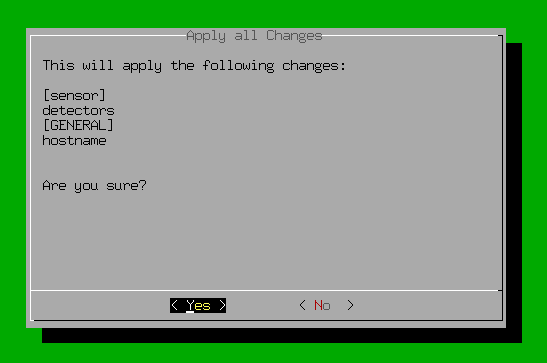 Apply all Changes
This will apply the following changes:
[sensor]
detectors
[GENERAL]
hostname
Are you sure?
< Yes > < No >